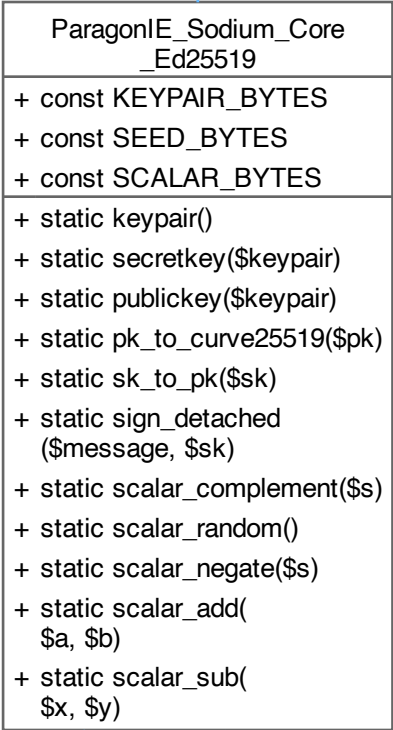 ParagonIE_Sodium_Core
_Ed25519
+ const KEYPAIR_BYTES
+ const SEED_BYTES
+ const SCALAR_BYTES
+ static keypair()
+ static secretkey($keypair)
+ static publickey($keypair)
+ static pk_to_curve25519($pk)
+ static sk_to_pk($sk)
+ static sign_detached
($message, $sk)
+ static scalar_complement($s)
+ static scalar_random()
+ static scalar_negate($s)
+ static scalar_add(
$a, $b)
+ static scalar_sub(
$x, $y)